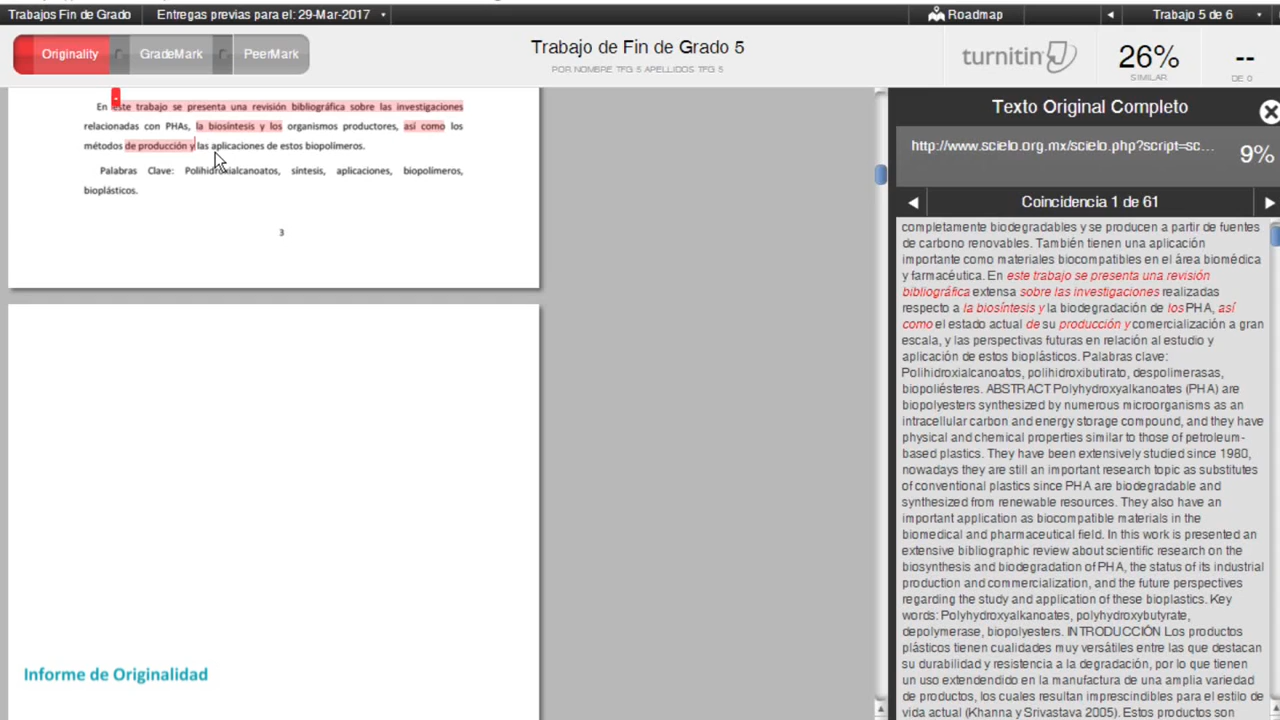 Trabajos Fin de Grado
Entregas previas para el: 29-Mar-2017
Roadmap
Trabajo 5 de 6
Originality
GradeMark
PeerMark
Trabajo de Fin de Grado 5
POR NOMBRE TFG 5 APELLIDOS TFG 5
turnitin
26%
SIMILAR
--
DE 0
En este trabajo se presenta una revisión bibliográfica sobre las investigaciones
relacionadas con PHAs, la biosíntesis y los organismos productores, así como los
métodos de producción y las aplicaciones de estos biopolímeros.
Palabras Clave: Polihidroxialcanoatos, síntesis, aplicaciones, biopolímeros,
bioplásticos.
3
Informe de Originalidad
Texto Original Completo
http://www.scielo.org.mx/scielo.php?script=sc...
9%
Coincidencia 1 de 61
completamente biodegradables y se producen a partir de fuentes
de carbono renovables. También tienen una aplicación
importante como materiales biocompatibles en el área biomédica
y farmacéutica. En este trabajo se presenta una revisión
bibliográfica extensa sobre las investigaciones realizadas
respecto a la biosíntesis y la biodegradación de los PHA, así
como el estado actual de su producción y comercialización a gran
escala, y las perspectivas futuras en relación al estudio y
aplicación de estos bioplásticos. Palabras clave:
Polihidroxialcanoatos, polihidroxibutirato, despolimerasas,
biopoliésteres. ABSTRACT Polyhydroxyalkanoates (PHA) are
biopolyesters synthesized by numerous microorganisms as an
intracellular carbon and energy storage compound, and they have
physical and chemical properties similar to those of petroleum-
based plastics. They have been extensively studied since 1980,
nowadays they are still an important research topic as substitutes
of conventional plastics since PHA are biodegradable and
synthesized from renewable resources. They also have an
important application as biocompatible materials in the
biomedical and pharmaceutical field. In this work is presented an
extensive bibliographic review about scientific research on the
biosynthesis and biodegradation of PHA, the status of its industrial
production and commercialization, and the future perspectives
regarding the study and application of these bioplastics. Key
words: Polyhydroxyalkanoates, polyhydroxybutyrate,
depolymerase, biopolyesters. INTRODUCCIÓN Los productos
plásticos tienen cualidades muy versátiles entre las que destacan
su durabilidad y resistencia a la degradación, por lo que tienen
un uso extendendido en la manufactura de una amplia variedad
de productos, los cuales resultan imprescindibles para el estilo de
vida actual (Khanna y Srivastava 2005). Estos productos son